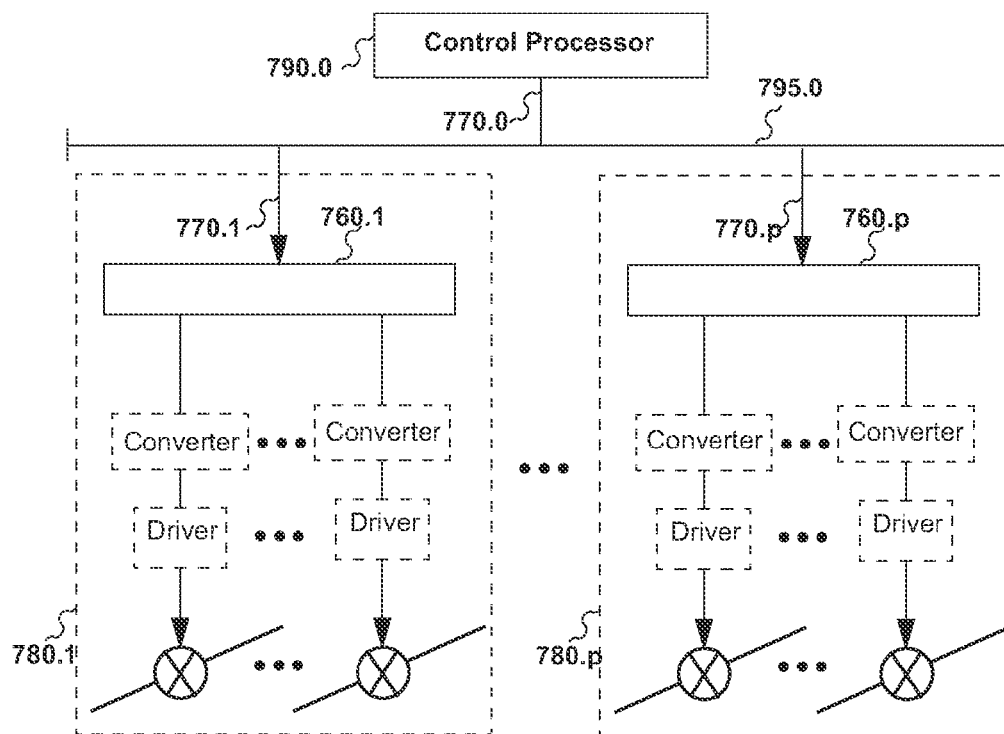 Control Processor
790.0
770.0
795.0
770.1
760.1
770.p
760.p
Converter
Converter
Converter
Converter
Driver
Driver
Driver
Driver
780.1
780.p